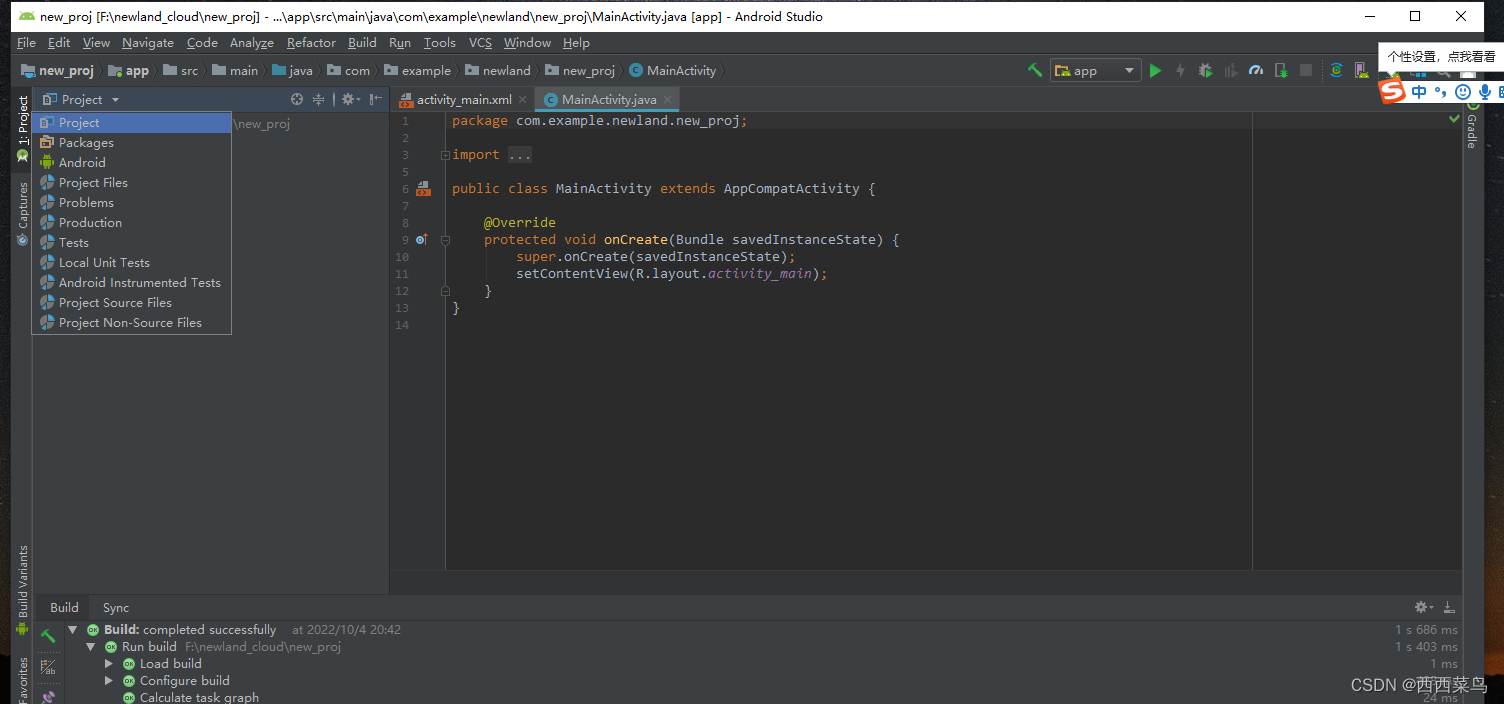 new_proj [F:\newland_cloud\new_proj] - ...\app\src\main\java\com\example\newland\new_proj\MainActivity.java [app] - Android Studio
File Edit View Navigate Code Analyze Refactor Build Run Tools VCS Window Help
个性设置，点我看看
new_proj app src main java com example newland new_proj MainActivity app
S 中
1: Project
Captures
Build Variants
Favorites
Gradle
Project
Project
Packages
Android
Project Files
Problems
Production
Tests
Local Unit Tests
Android Instrumented Tests
Project Source Files
Project Non-Source Files
\new_proj
activity_main.xml MainActivity.java
1 package com.example.newland.new_proj;
2
3 import ...
5
6 public class MainActivity extends AppCompatActivity {
7
8 @Override
9 protected void onCreate(Bundle savedInstanceState) {
10 super.onCreate(savedInstanceState);
11 setContentView(R.layout.activity_main);
12 }
13 }
14
Build Sync
Build: completed successfully at 2022/10/4 20:42 1 s 686 ms
Run build F:\newland_cloud\new_proj 1 s 403 ms
Load build 1 ms
Configure build
Calculate task graph 24 ms
CSDN @西西菜鸟